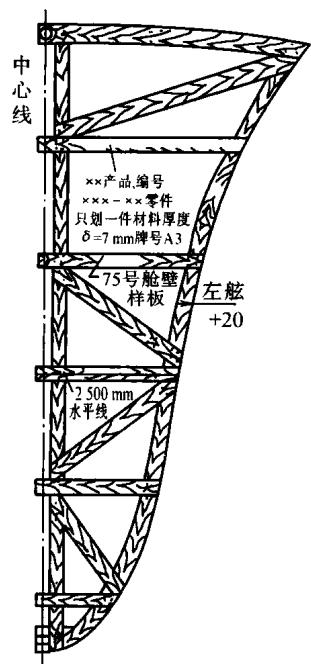 中心线
××产品,编号
×××-××零件
只划一件材料厚度
δ=7mm牌号A3
75号舱壁
样板
左舷
+20
2 500 mm
水平线